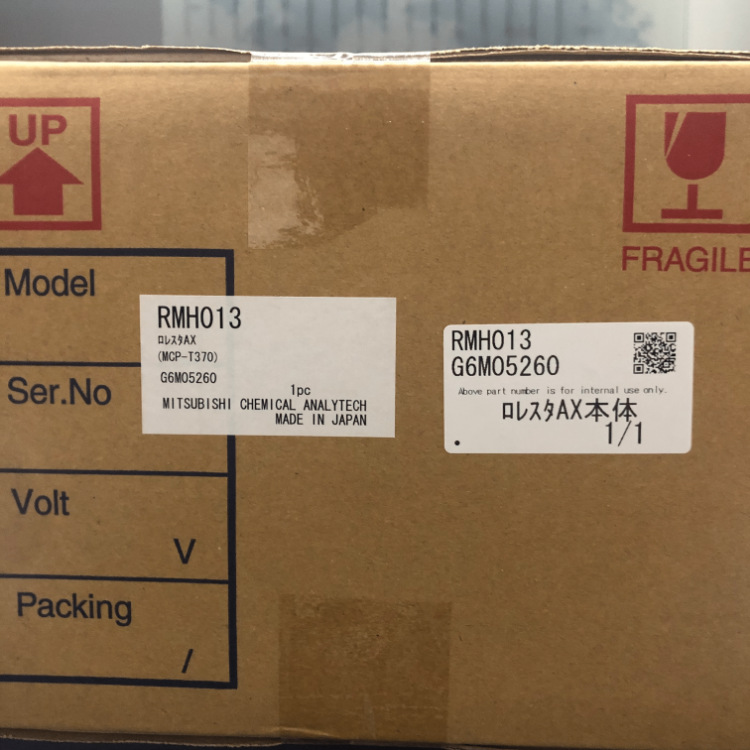 UP
FRAGILE
Model
Ser.No
Volt
V
Packing
/
RMH013
ﾛﾚｽﾀAX
(MCP-T370)
G6M05260
1pc
MITSUBISHI CHEMICAL ANALYTECH
MADE IN JAPAN
RMH013
G6M05260
Above part number is for internal use only.
ﾛﾚｽﾀAX本体
1/1